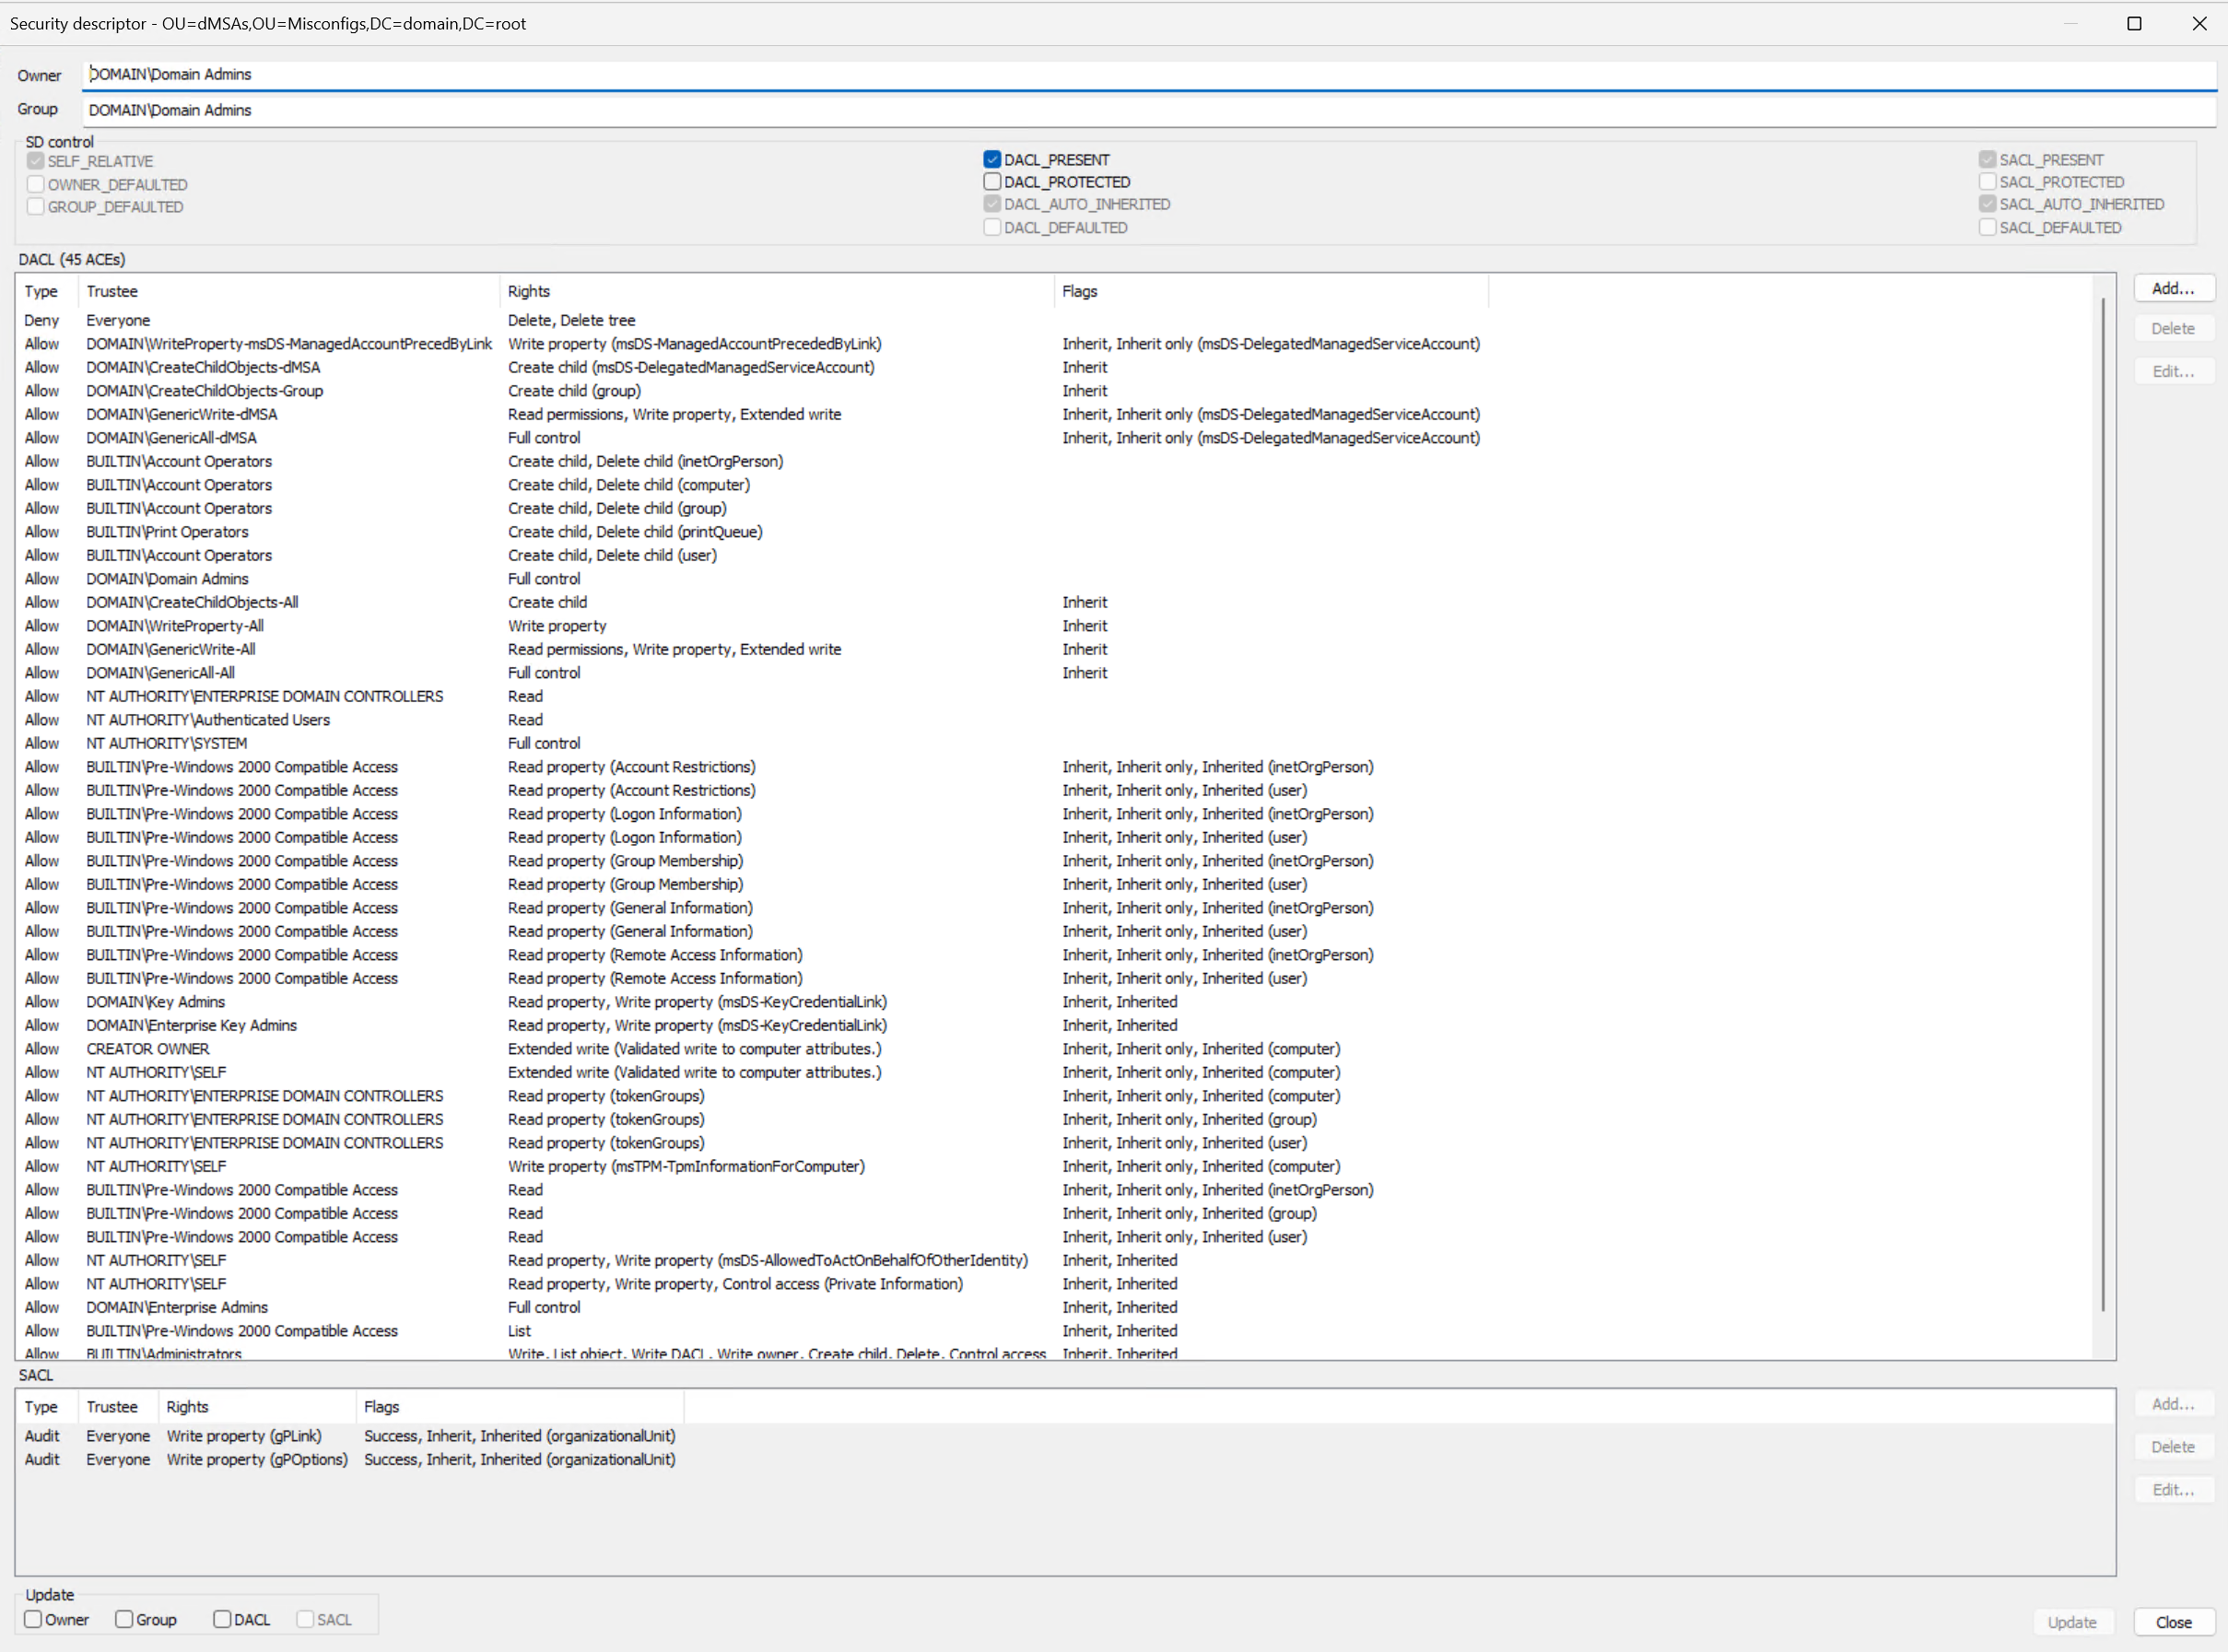 Security descriptor - OU=dMSAs,OU=Misconfigs,DC=domain,DC=root
Owner DOMAIN\Domain Admins
Group DOMAIN\Domain Admins
SD control
SELF_RELATIVE DACL_PRESENT SACL_PRESENT
OWNER_DEFAULTED DACL_PROTECTED SACL_PROTECTED
GROUP_DEFAULTED DACL_AUTO_INHERITED SACL_AUTO_INHERITED
DACL_DEFAULTED SACL_DEFAULTED
DACL (45 ACEs)
Type Trustee Rights Flags Add...
Deny Everyone Delete, Delete tree Delete
Allow DOMAIN\WriteProperty-msDS-ManagedAccountPrecedByLink Write property (msDS-ManagedAccountPrecededByLink) Inherit, Inherit only (msDS-DelegatedManagedServiceAccount)
Allow DOMAIN\CreateChildObjects-dMSA Create child (msDS-DelegatedManagedServiceAccount) Inherit Edit...
Allow DOMAIN\CreateChildObjects-Group Create child (group) Inherit
Allow DOMAIN\GenericWrite-dMSA Read permissions, Write property, Extended write Inherit, Inherit only (msDS-DelegatedManagedServiceAccount)
Allow DOMAIN\GenericAll-dMSA Full control Inherit, Inherit only (msDS-DelegatedManagedServiceAccount)
Allow BUILTIN\Account Operators Create child, Delete child (inetOrgPerson)
Allow BUILTIN\Account Operators Create child, Delete child (computer)
Allow BUILTIN\Account Operators Create child, Delete child (group)
Allow BUILTIN\Print Operators Create child, Delete child (printQueue)
Allow BUILTIN\Account Operators Create child, Delete child (user)
Allow DOMAIN\Domain Admins Full control
Allow DOMAIN\CreateChildObjects-All Create child Inherit
Allow DOMAIN\WriteProperty-All Write property Inherit
Allow DOMAIN\GenericWrite-All Read permissions, Write property, Extended write Inherit
Allow DOMAIN\GenericAll-All Full control Inherit
Allow NT AUTHORITY\ENTERPRISE DOMAIN CONTROLLERS Read
Allow NT AUTHORITY\Authenticated Users Read
Allow NT AUTHORITY\SYSTEM Full control
Allow BUILTIN\Pre-Windows 2000 Compatible Access Read property (Account Restrictions) Inherit, Inherit only, Inherited (inetOrgPerson)
Allow BUILTIN\Pre-Windows 2000 Compatible Access Read property (Account Restrictions) Inherit, Inherit only, Inherited (user)
Allow BUILTIN\Pre-Windows 2000 Compatible Access Read property (Logon Information) Inherit, Inherit only, Inherited (inetOrgPerson)
Allow BUILTIN\Pre-Windows 2000 Compatible Access Read property (Logon Information) Inherit, Inherit only, Inherited (user)
Allow BUILTIN\Pre-Windows 2000 Compatible Access Read property (Group Membership) Inherit, Inherit only, Inherited (inetOrgPerson)
Allow BUILTIN\Pre-Windows 2000 Compatible Access Read property (Group Membership) Inherit, Inherit only, Inherited (user)
Allow BUILTIN\Pre-Windows 2000 Compatible Access Read property (General Information) Inherit, Inherit only, Inherited (inetOrgPerson)
Allow BUILTIN\Pre-Windows 2000 Compatible Access Read property (General Information) Inherit, Inherit only, Inherited (user)
Allow BUILTIN\Pre-Windows 2000 Compatible Access Read property (Remote Access Information) Inherit, Inherit only, Inherited (inetOrgPerson)
Allow BUILTIN\Pre-Windows 2000 Compatible Access Read property (Remote Access Information) Inherit, Inherit only, Inherited (user)
Allow DOMAIN\Key Admins Read property, Write property (msDS-KeyCredentialLink) Inherit, Inherited
Allow DOMAIN\Enterprise Key Admins Read property, Write property (msDS-KeyCredentialLink) Inherit, Inherited
Allow CREATOR OWNER Extended write (Validated write to computer attributes.) Inherit, Inherit only, Inherited (computer)
Allow NT AUTHORITY\SELF Extended write (Validated write to computer attributes.) Inherit, Inherit only, Inherited (computer)
Allow NT AUTHORITY\ENTERPRISE DOMAIN CONTROLLERS Read property (tokenGroups) Inherit, Inherit only, Inherited (computer)
Allow NT AUTHORITY\ENTERPRISE DOMAIN CONTROLLERS Read property (tokenGroups) Inherit, Inherit only, Inherited (group)
Allow NT AUTHORITY\ENTERPRISE DOMAIN CONTROLLERS Read property (tokenGroups) Inherit, Inherit only, Inherited (user)
Allow NT AUTHORITY\SELF Write property (msTPM-TpmInformationForComputer) Inherit, Inherit only, Inherited (computer)
Allow BUILTIN\Pre-Windows 2000 Compatible Access Read Inherit, Inherit only, Inherited (inetOrgPerson)
Allow BUILTIN\Pre-Windows 2000 Compatible Access Read Inherit, Inherit only, Inherited (group)
Allow BUILTIN\Pre-Windows 2000 Compatible Access Read Inherit, Inherit only, Inherited (user)
Allow NT AUTHORITY\SELF Read property, Write property (msDS-AllowedToActOnBehalfOfOtherIdentity) Inherit, Inherited
Allow NT AUTHORITY\SELF Read property, Write property, Control access (Private Information) Inherit, Inherited
Allow DOMAIN\Enterprise Admins Full control Inherit, Inherited
Allow BUILTIN\Pre-Windows 2000 Compatible Access List Inherit, Inherited
Allow BUILTIN\Administrators Write, List object, Write DACL, Write owner, Create child, Delete, Control access Inherit, Inherited
SACL
Type Trustee Rights Flags Add...
Audit Everyone Write property (gPLink) Success, Inherit, Inherited (organizationalUnit) Delete
Audit Everyone Write property (gPOptions) Success, Inherit, Inherited (organizationalUnit)
Edit...
Update
Owner Group DACL SACL Update Close